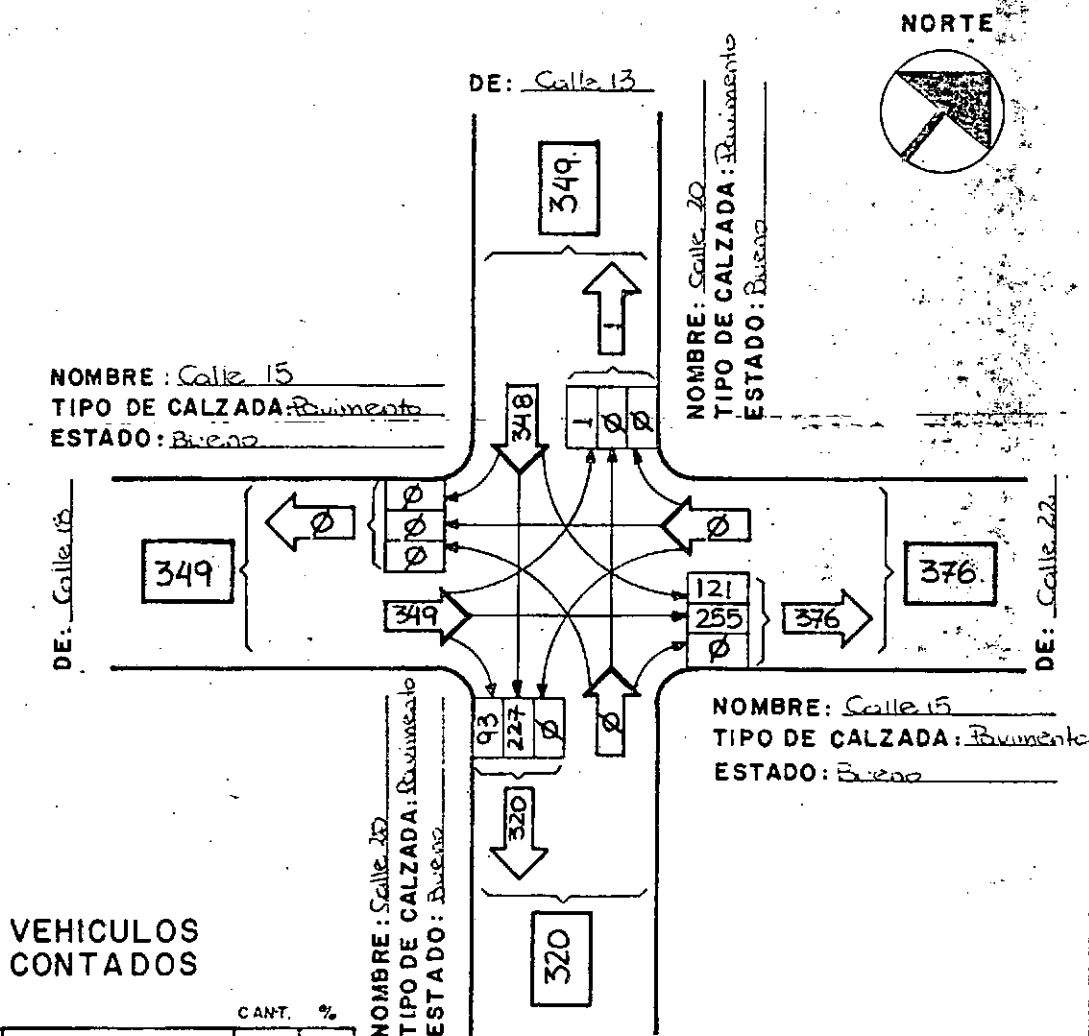 NORTE
DE: Calle 13
349.
NOMBRE: Calle 20
TIPO DE CALZADA: Pavimento
ESTADO: Bueno
1
NOMBRE: Calle 15
TIPO DE CALZADA: Pavimento
ESTADO: Bueno
348
1 Ø Ø
DE: Calle 18
349
Ø
Ø
Ø
Ø
Ø
349
121
255
Ø
376
376.
DE: Calle 22
93 227 Ø
Ø
NOMBRE: Calle 15
TIPO DE CALZADA: Pavimento
ESTADO: Bueno
320
NOMBRE: Calle 20
TIPO DE CALZADA: Pavimento
ESTADO: Bueno
320
VEHICULOS
CONTADOS
CANT. %